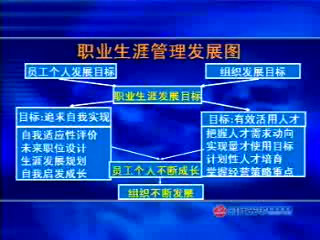 职业生涯管理发展图
员工个人发展目标
组织发展目标
职业生涯发展目标
目标:追求自我实现
目标:有效活用人才
自我适应性评价
未来职位设计
生涯发展规划
自我启发成长
把握人才需求动向
实现量才使用目标
计划性人才培育
掌握经营策略重点
员工个人不断成长
组织不断发展